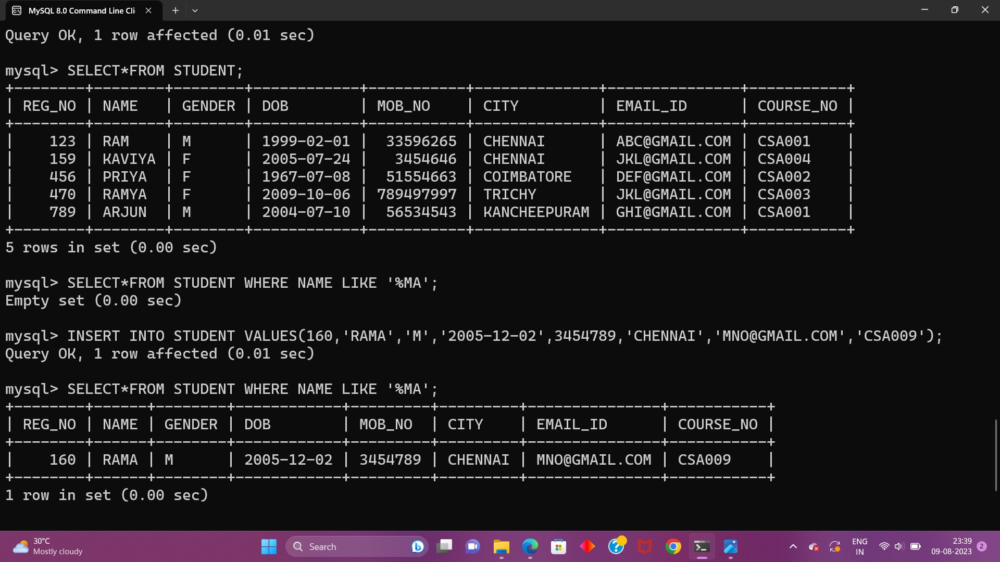 MySQL 8.0 Command Line Cli
Query OK, 1 row affected (0.01 sec)
mysql> SELECT*FROM STUDENT;
+--------+--------+--------+------------+-----------+-------------+---------------+-----------+
| REG_NO | NAME   | GENDER | DOB        | MOB_NO    | CITY        | EMAIL_ID      | COURSE_NO |
+--------+--------+--------+------------+-----------+-------------+---------------+-----------+
|    123 | RAM    | M      | 1999-02-01 |  33596265 | CHENNAI     | ABC@GMAIL.COM | CSA001    |
|    159 | KAVIYA | F      | 2005-07-24 |   3454646 | CHENNAI     | JKL@GMAIL.COM | CSA004    |
|    456 | PRIYA  | F      | 1967-07-08 |  51554663 | COIMBATORE  | DEF@GMAIL.COM | CSA002    |
|    470 | RAMYA  | F      | 2009-10-06 | 789497997 | TRICHY      | JKL@GMAIL.COM | CSA003    |
|    789 | ARJUN  | M      | 2004-07-10 |  56534543 | KANCHEEPURAM | GHI@GMAIL.COM | CSA001    |
+--------+--------+--------+------------+-----------+-------------+---------------+-----------+
5 rows in set (0.00 sec)
mysql> SELECT*FROM STUDENT WHERE NAME LIKE '%MA';
Empty set (0.00 sec)
mysql> INSERT INTO STUDENT VALUES(160,'RAMA','M','2005-12-02',3454789,'CHENNAI','MNO@GMAIL.COM','CSA009');
Query OK, 1 row affected (0.01 sec)
mysql> SELECT*FROM STUDENT WHERE NAME LIKE '%MA';
+--------+------+--------+------------+---------+---------+---------------+-----------+
| REG_NO | NAME | GENDER | DOB        | MOB_NO  | CITY    | EMAIL_ID      | COURSE_NO |
+--------+------+--------+------------+---------+---------+---------------+-----------+
|    160 | RAMA | M      | 2005-12-02 | 3454789 | CHENNAI | MNO@GMAIL.COM | CSA009    |
+--------+------+--------+------------+---------+---------+---------------+-----------+
1 row in set (0.00 sec)
30°C
Mostly cloudy
Search
ENG
IN
23:39
09-08-2023
2